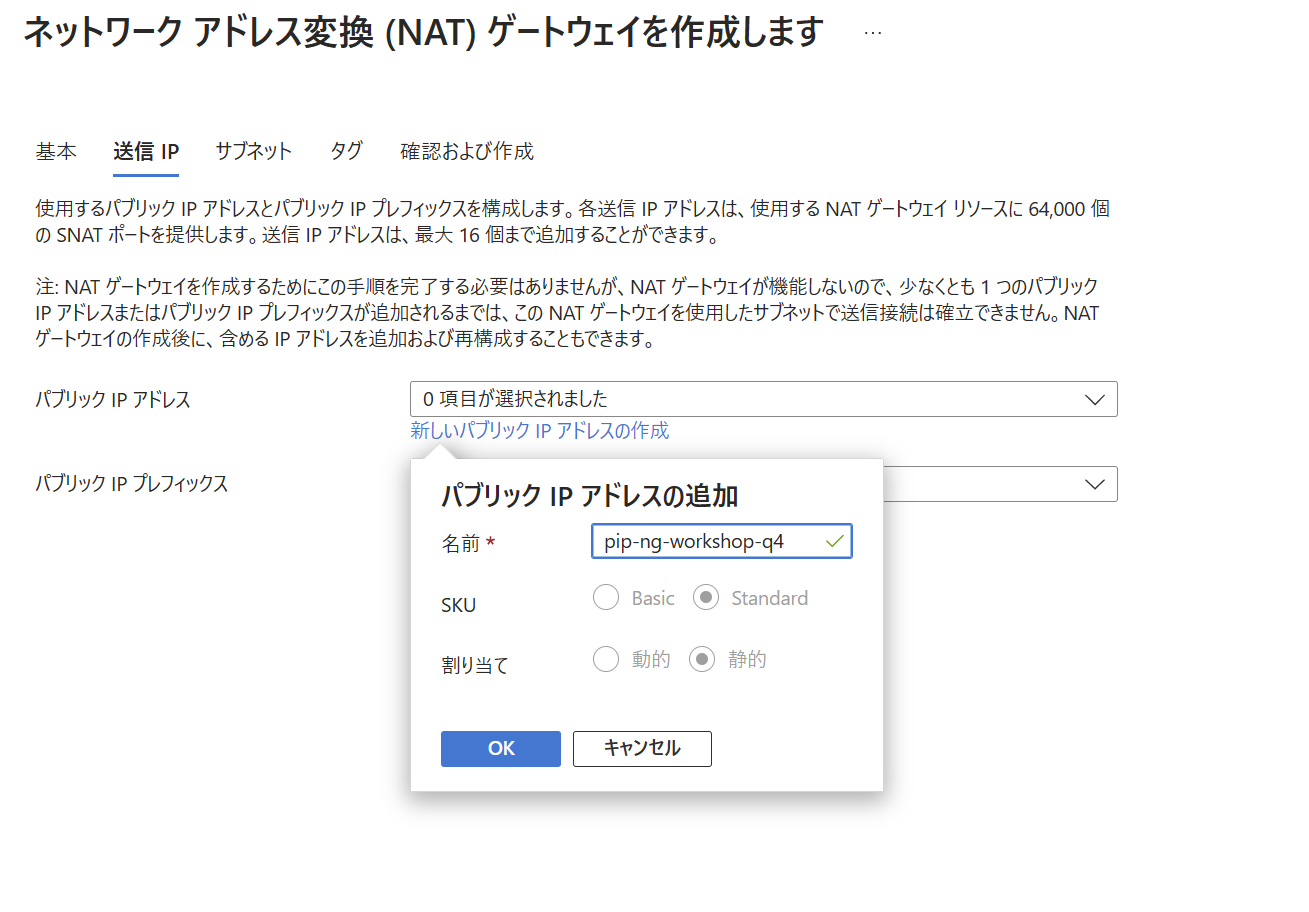 ネットワーク アドレス変換 (NAT) ゲートウェイを作成します ...
基本 送信 IP サブネット タグ 確認および作成
使用するパブリック IP アドレスとパブリック IP プレフィックスを構成します。各送信 IP アドレスは、使用する NAT ゲートウェイ リソースに 64,000 個
の SNAT ポートを提供します。送信 IP アドレスは、最大 16 個まで追加することができます。
注: NAT ゲートウェイを作成するためにこの手順を完了する必要はありませんが、NAT ゲートウェイが機能しないので、少なくとも 1 つのパブリック
IP アドレスまたはパブリック IP プレフィックスが追加されるまでは、この NAT ゲートウェイを使用したサブネットで送信接続は確立できません。NAT
ゲートウェイの作成後に、含める IP アドレスを追加および再構成することもできます。
パブリック IP アドレス 0 項目が選択されました
新しいパブリック IP アドレスの作成
パブリック IP プレフィックス
パブリック IP アドレスの追加
名前 * pip-ng-workshop-q4
SKU Basic Standard
割り当て 動的 静的
OK キャンセル